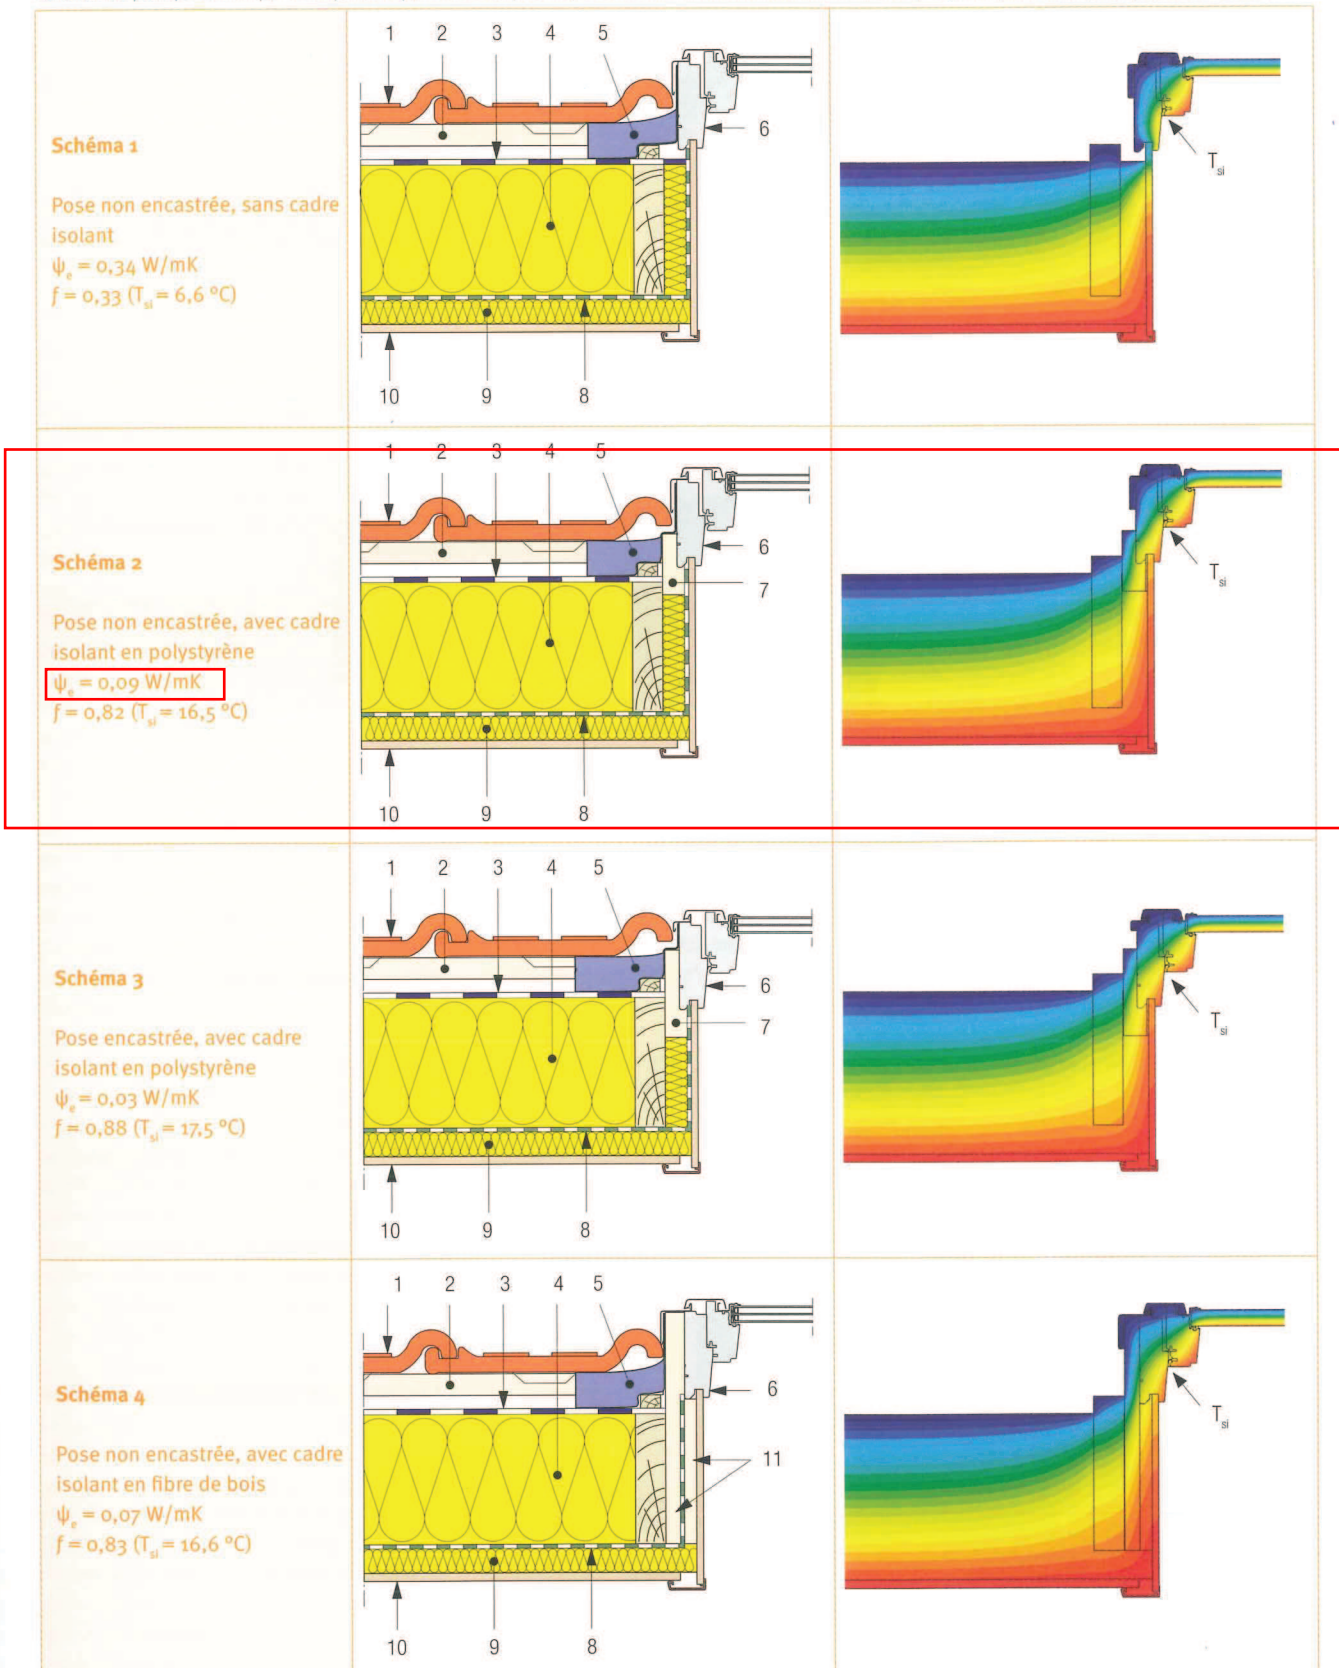 1 2 3 4 5
Schéma 1
Pose non encastrée, sans cadre
isolant
ψe = 0,34 W/mK
f = 0,33 (Tsi = 6,6 °C)
6
10 9 8
Tsi
1 2 3 4 5
Schéma 2
Pose non encastrée, avec cadre
isolant en polystyrène
ψe = 0,09 W/mK
f = 0,82 (Tsi = 16,5 °C)
6
7
10 9 8
Tsi
1 2 3 4 5
Schéma 3
Pose encastrée, avec cadre
isolant en polystyrène
ψe = 0,03 W/mK
f = 0,88 (Tsi = 17,5 °C)
6
7
10 9 8
Tsi
1 2 3 4 5
Schéma 4
Pose non encastrée, avec cadre
isolant en fibre de bois
ψe = 0,07 W/mK
f = 0,83 (Tsi = 16,6 °C)
6
11
10 9 8
Tsi